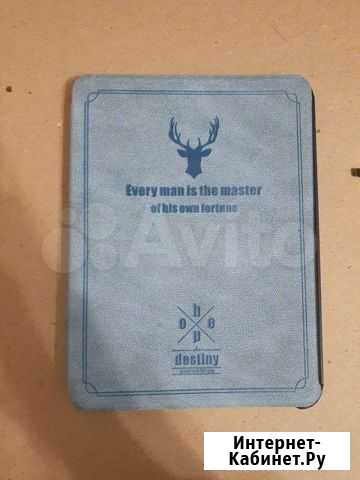 Every man is the master
of his own fortune
h
o e
p
destiny
Avito
Интернет-
Кабинет.Ру